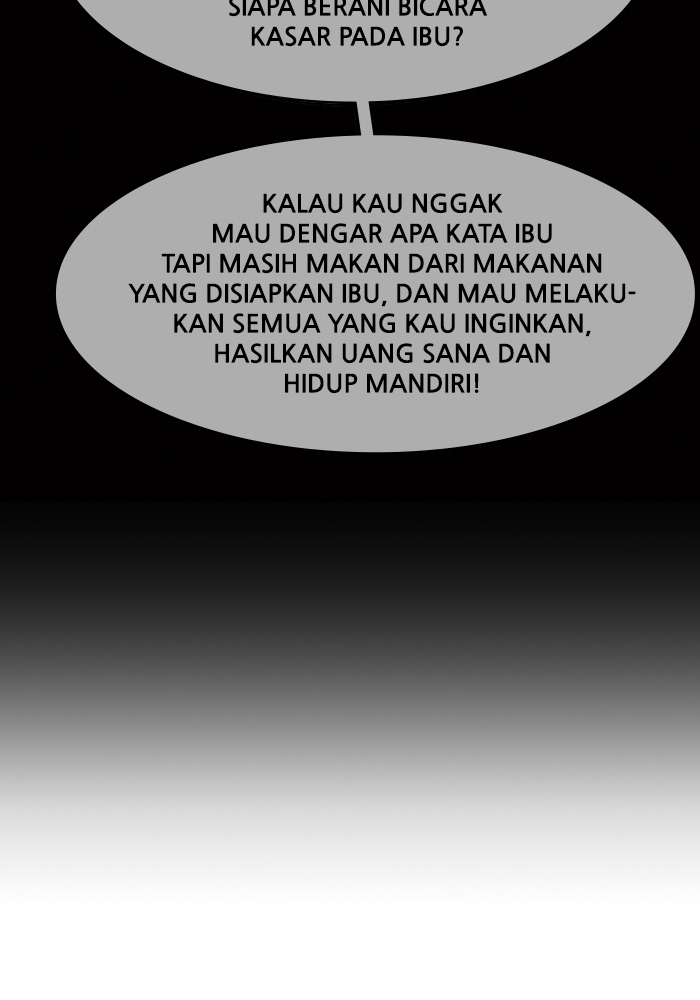 SIAPA BERANI BICARA
KASAR PADA IBU?
KALAU KAU NGGAK
MAU DENGAR APA KATA IBU
TAPI MASIH MAKAN DARI MAKANAN
YANG DISIAPKAN IBU, DAN MAU MELAKU-
KAN SEMUA YANG KAU INGINKAN,
HASILKAN UANG SANA DAN
HIDUP MANDIRI!